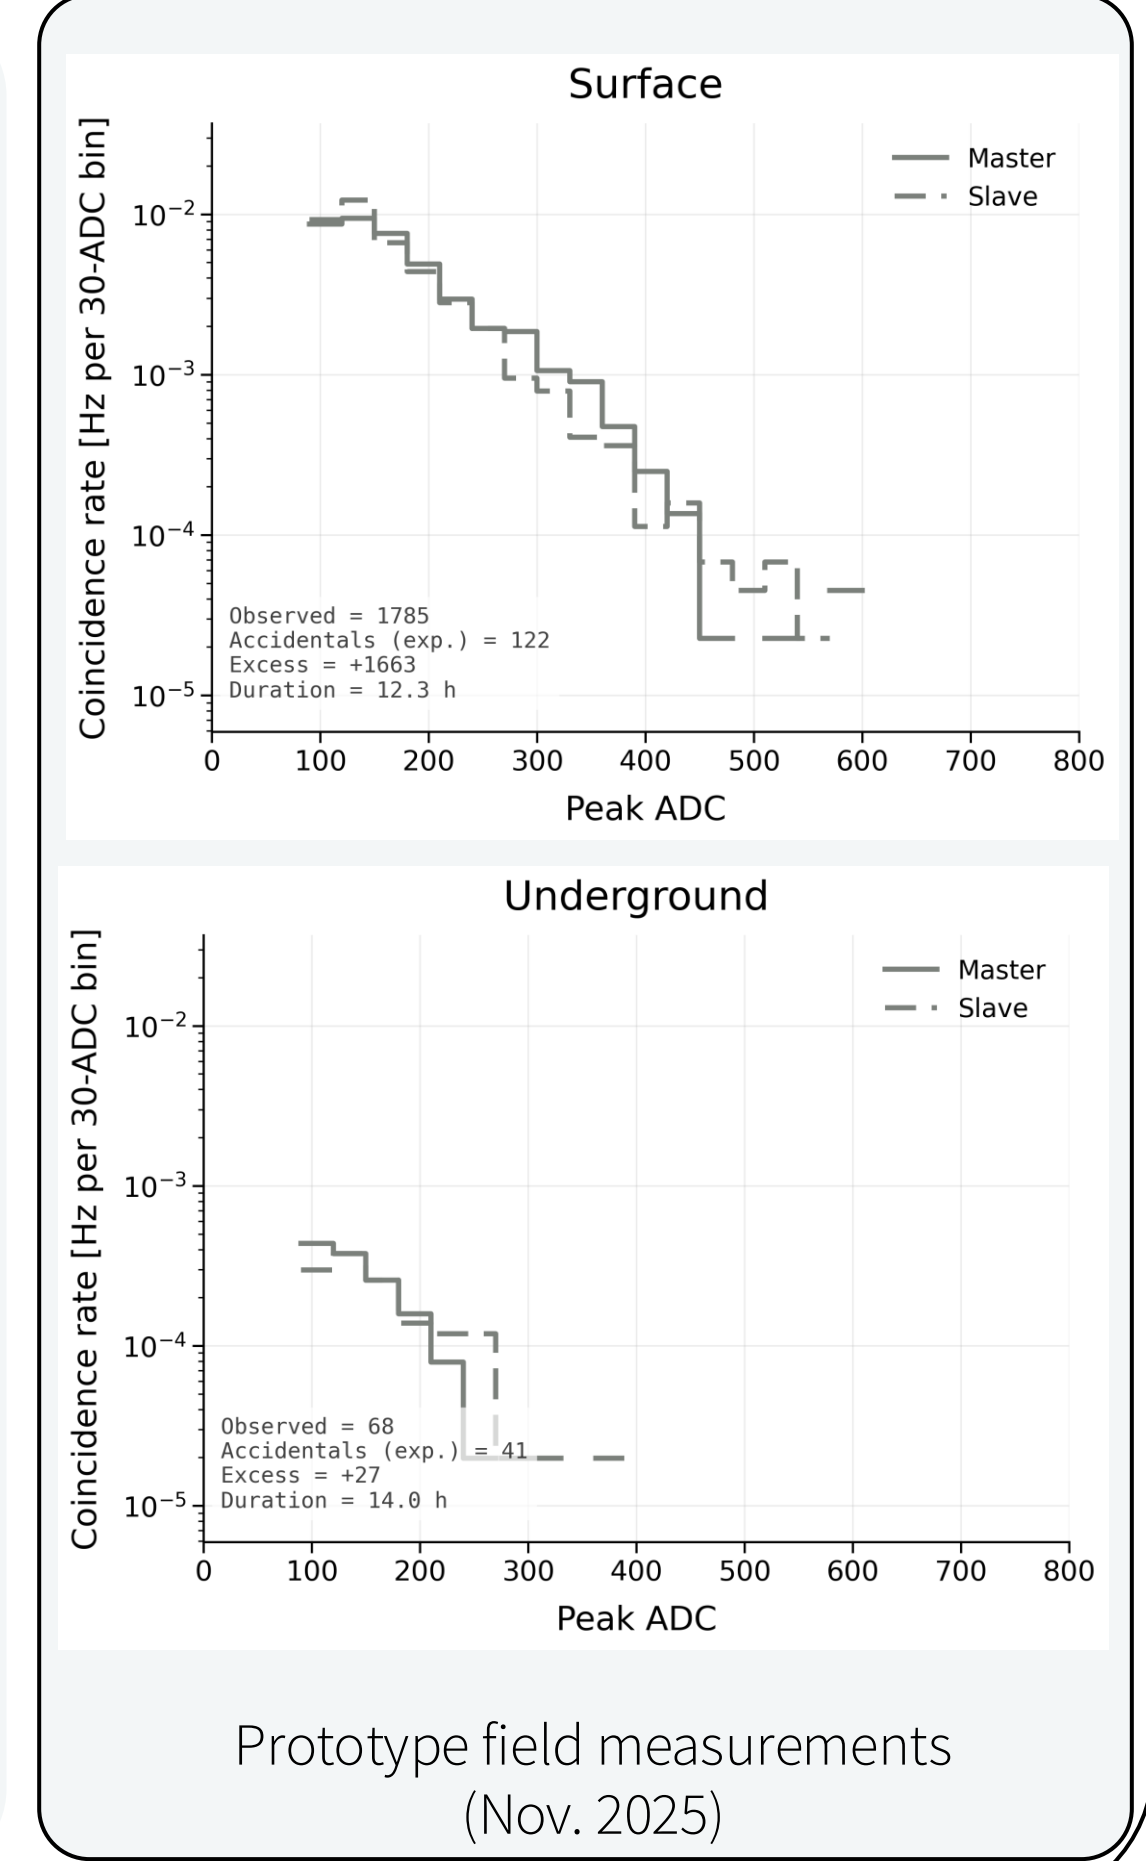 Surface
Coincidence rate [Hz per 30-ADC bin]
Master
Slave
10⁻²
10⁻³
10⁻⁴
10⁻⁵
Observed = 1785
Accidentals (exp.) = 122
Excess = +1663
Duration = 12.3 h
0 100 200 300 400 500 600 700 800
Peak ADC
Underground
Coincidence rate [Hz per 30-ADC bin]
Master
Slave
10⁻²
10⁻³
10⁻⁴
10⁻⁵
Observed = 68
Accidentals (exp.) = 41
Excess = +27
Duration = 14.0 h
0 100 200 300 400 500 600 700 800
Peak ADC
Prototype field measurements
(Nov. 2025)